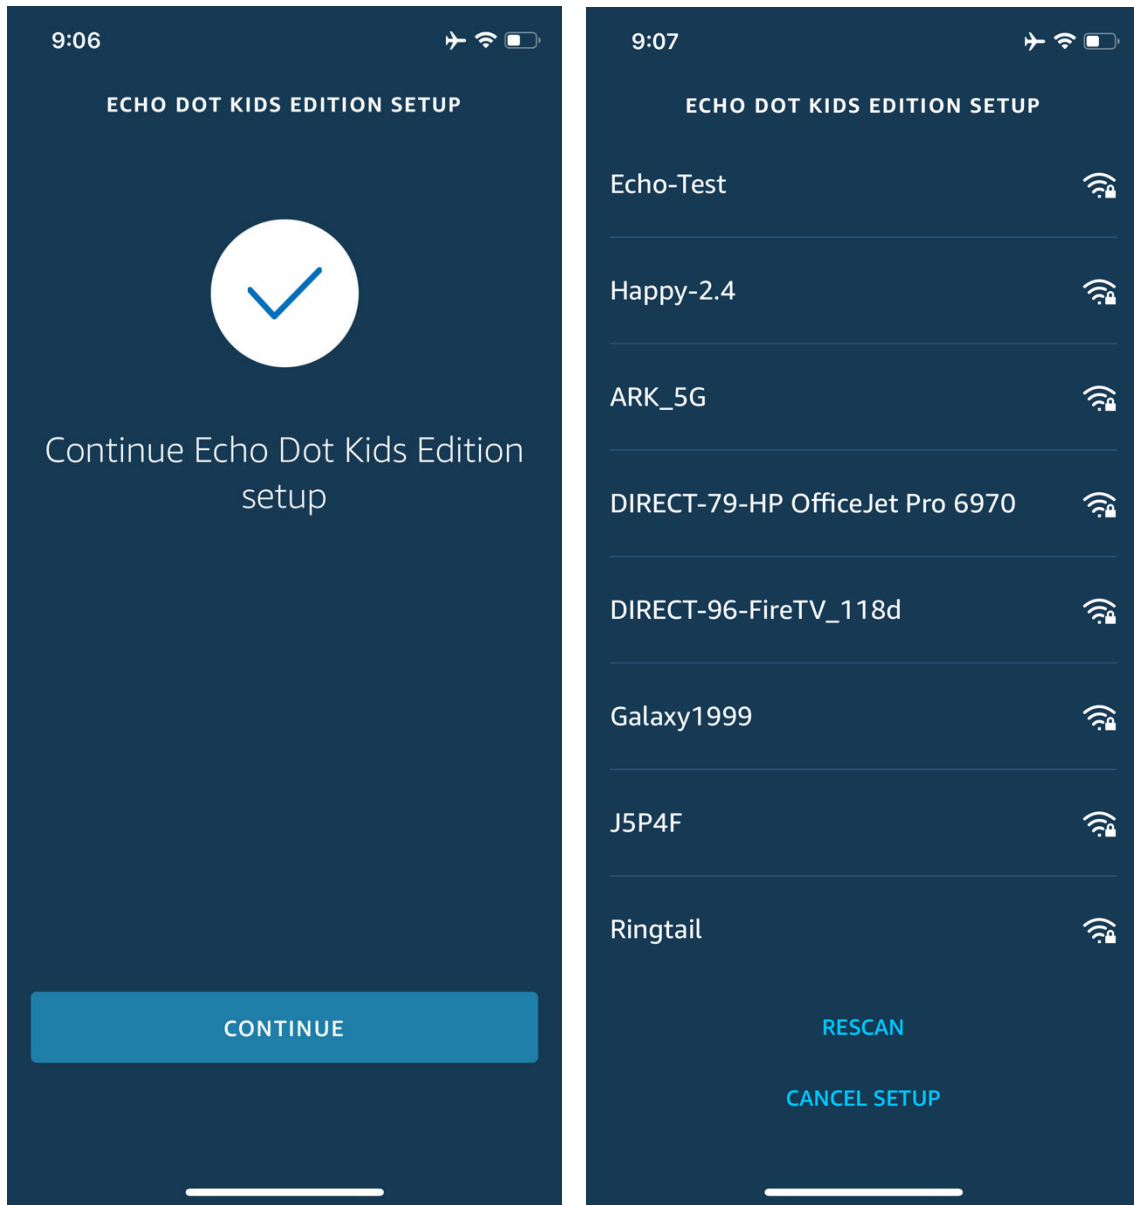 9:06
ECHO DOT KIDS EDITION SETUP
Continue Echo Dot Kids Edition
setup
CONTINUE
9:07
ECHO DOT KIDS EDITION SETUP
Echo-Test
Happy-2.4
ARK_5G
DIRECT-79-HP OfficeJet Pro 6970
DIRECT-96-FireTV_118d
Galaxy1999
J5P4F
Ringtail
RESCAN
CANCEL SETUP